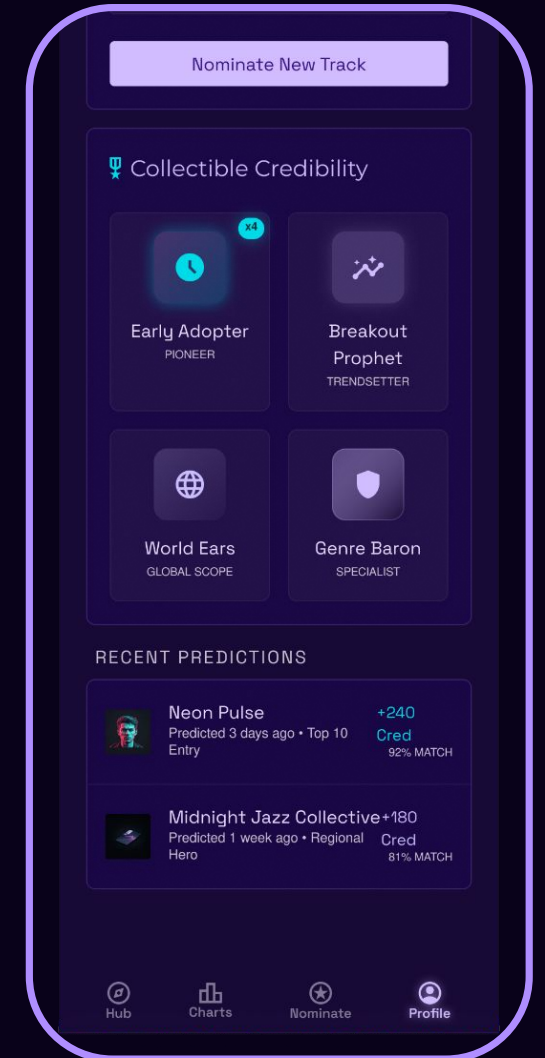 Nominate New Track
Collectible Credibility
x4
Early Adopter
PIONEER
Breakout
Prophet
TRENDSETTER
World Ears
GLOBAL SCOPE
Genre Baron
SPECIALIST
RECENT PREDICTIONS
Neon Pulse
Predicted 3 days ago • Top 10
Entry
+240
Cred
92% MATCH
Midnight Jazz Collective
Predicted 1 week ago • Regional
Hero
+180
Cred
81% MATCH
Hub
Charts
Nominate
Profile